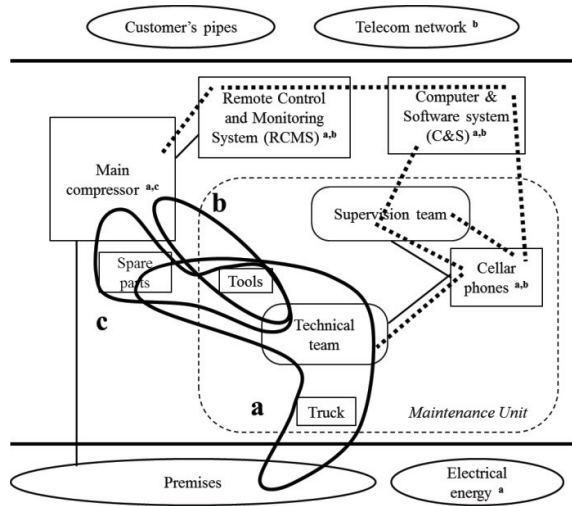 Customer's pipes
Telecom network b
Remote Control
and Monitoring
System (RCMS) a,b
Computer &
Software system
(C&S) a,b
Main
compressor a,c
b
Supervision team
Spare
parts
Tools
Cellar
phones a,b
c
Technical
team
a
Truck
Maintenance Unit
Premises
Electrical
energy a